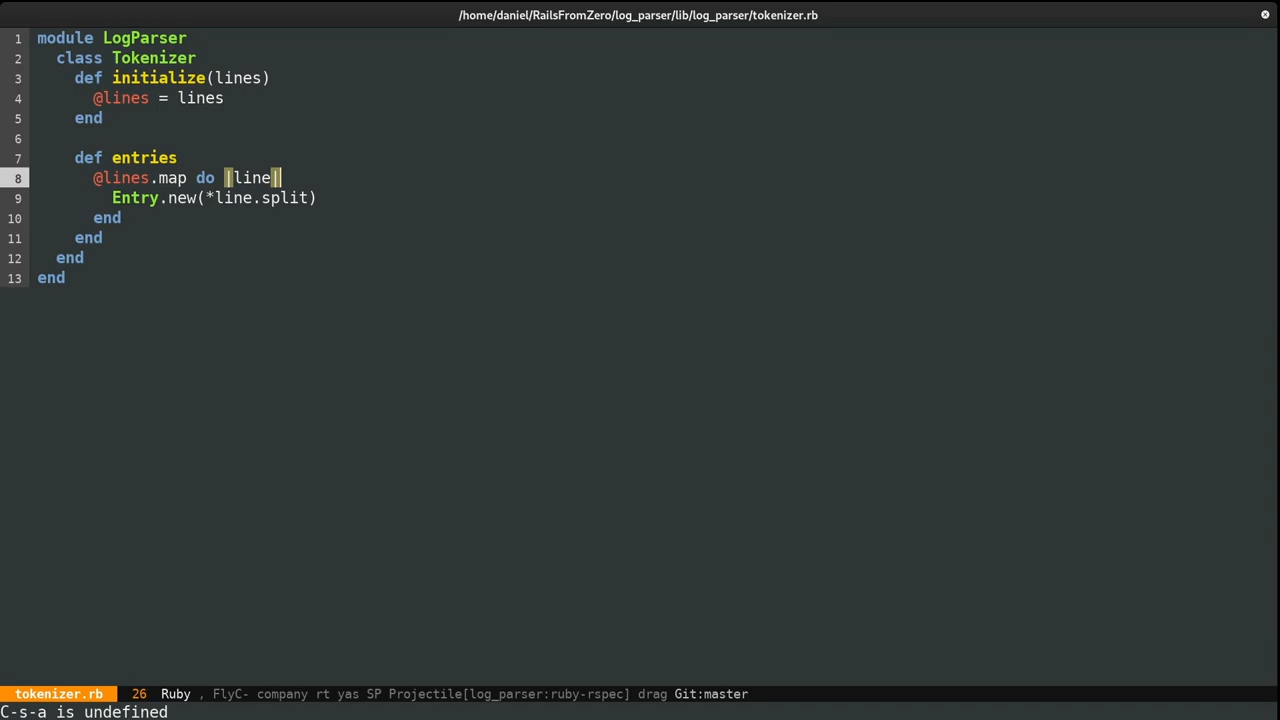 /home/daniel/RailsFromZero/log_parser/lib/log_parser/tokenizer.rb
1 module LogParser
2   class Tokenizer
3     def initialize(lines)
4       @lines = lines
5     end
6
7     def entries
8       @lines.map do |line|
9         Entry.new(*line.split)
10       end
11     end
12   end
13 end
tokenizer.rb 26 Ruby , FlyC- company rt yas SP Projectile[log_parser:ruby-rspec] drag Git:master
C-s-a is undefined